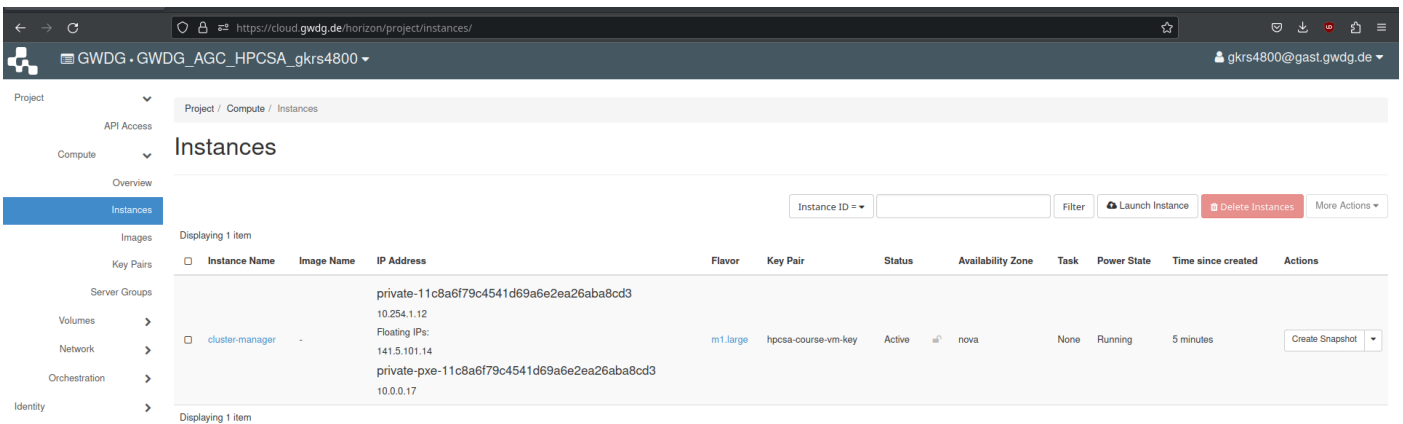 https://cloud.gwdg.de/horizon/project/instances/
GWDG • GWDG_AGC_HPCSA_gkrs4800
gkrs4800@gast.gwdg.de
Project
API Access
Compute
Overview
Instances
Images
Key Pairs
Server Groups
Volumes
Network
Orchestration
Identity
Project / Compute / Instances
Instances
Instance ID = Filter Launch Instance Delete Instances More Actions
Displaying 1 item
Instance Name Image Name IP Address Flavor Key Pair Status Availability Zone Task Power State Time since created Actions
private-11c8a6f79c4541d69a6e2ea26aba8cd3
10.254.1.12
Floating IPs:
cluster-manager - m1.large hpcsa-course-vm-key Active nova None Running 5 minutes Create Snapshot
141.5.101.14
private-pxe-11c8a6f79c4541d69a6e2ea26aba8cd3
10.0.0.17
Displaying 1 item